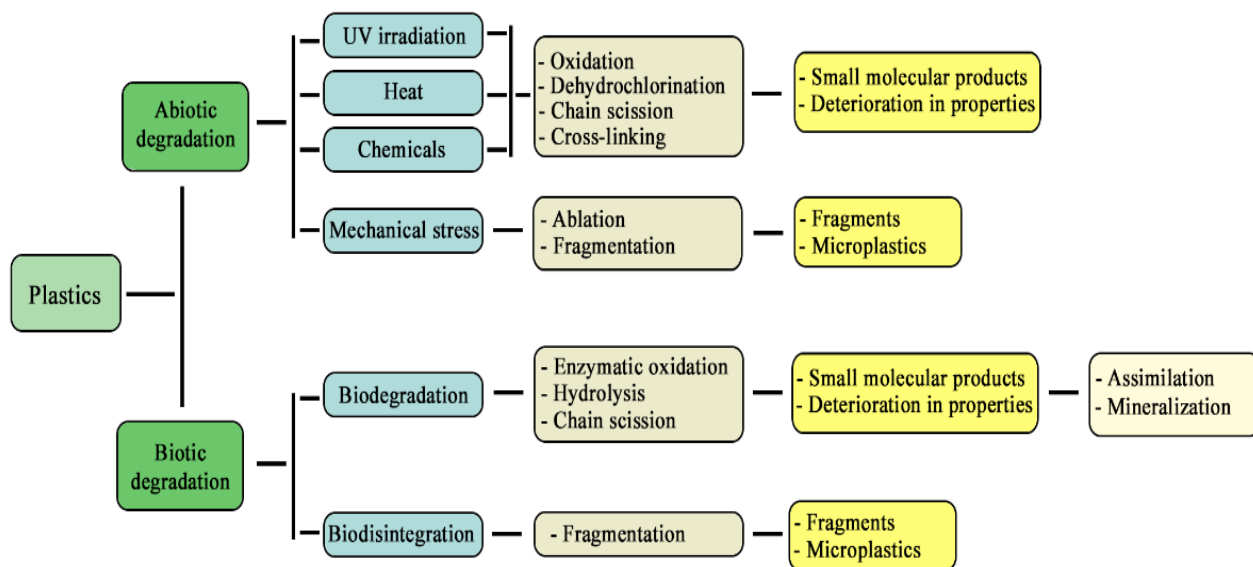 Plastics
Abiotic
degradation
UV irradiation
Heat
Chemicals
- Oxidation
- Dehydrochlorination
- Chain scission
- Cross-linking
- Small molecular products
- Deterioration in properties
Mechanical stress
- Ablation
- Fragmentation
- Fragments
- Microplastics
Biotic
degradation
Biodegradation
- Enzymatic oxidation
- Hydrolysis
- Chain scission
- Small molecular products
- Deterioration in properties
- Assimilation
- Mineralization
Biodisintegration
- Fragmentation
- Fragments
- Microplastics